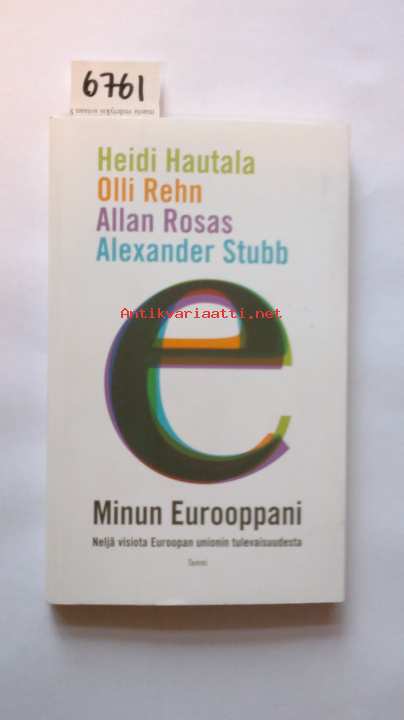 6761
Heidi Hautala
Olli Rehn
Allan Rosas
Alexander Stubb
Antikvariaatti.net
e
Minun Eurooppani
Neljä visiota Euroopan unionin tulevaisuudesta
Tammi